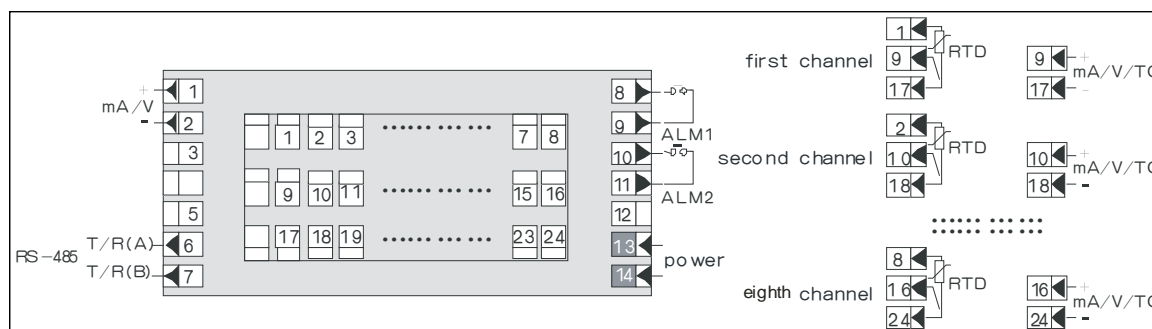 +
mA/V
-
1
2
3
5
RS-485
T/R(A)
T/R(B)
6
7
1 2 3 ...... ... ... 7 8
9 10 11 ...... ... ... 15 16
17 18 19 ...... ... ... 23 24
8
9
ALM1
10
11
ALM2
12
13
14
power
first channel
1
9
17
RTD
9 +
17 -
mA/V/TC
second channel
2
10
18
RTD
10 +
18 -
mA/V/TC
...... ... ...
eighth channel
8
16
24
RTD
16 +
24 -
mA/V/TC